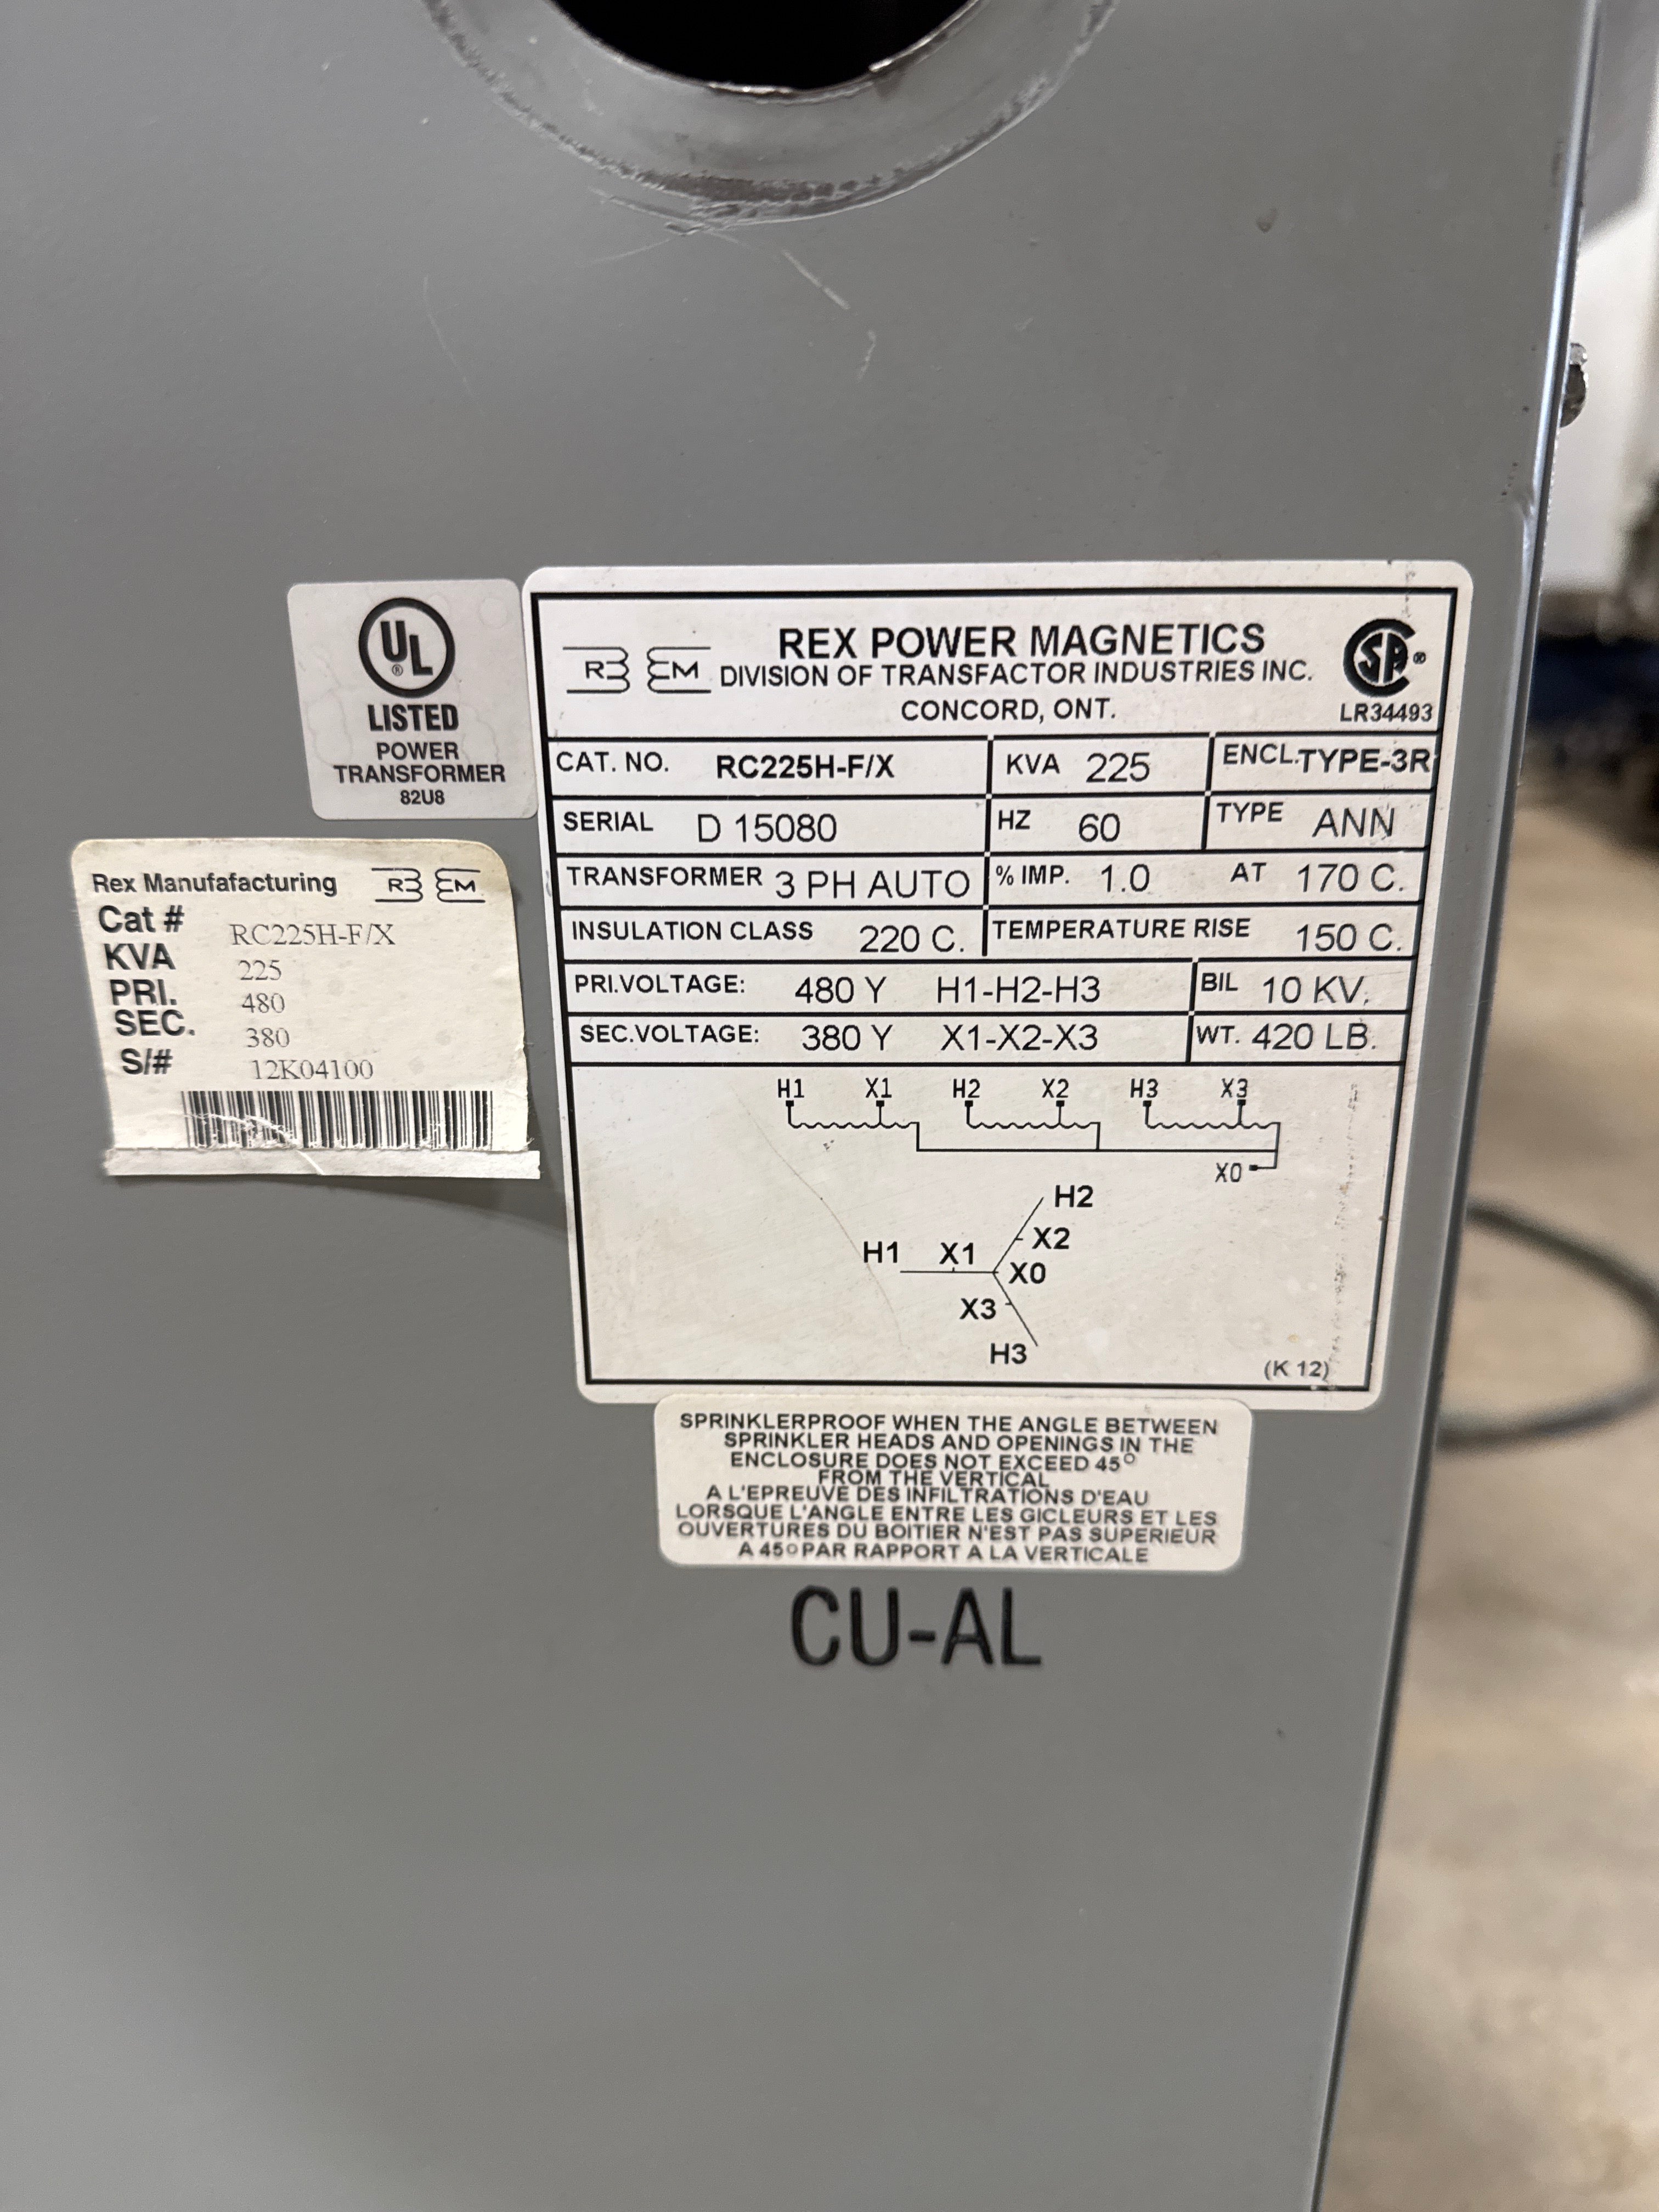 UL
®
LISTED
POWER
TRANSFORMER
82U8
Rex Manufafacturing REM
Cat # RC225H-F/X
KVA 225
PRI. 480
SEC. 380
S/# 12K04100
REX POWER MAGNETICS
REM DIVISION OF TRANSFACTOR INDUSTRIES INC.
CONCORD, ONT.
SA ®
LR34493
CAT. NO. RC225H-F/X KVA 225 ENCL.TYPE-3R
SERIAL D 15080 HZ 60 TYPE ANN
TRANSFORMER 3 PH AUTO % IMP. 1.0 AT 170 C.
INSULATION CLASS 220 C. TEMPERATURE RISE 150 C.
PRI.VOLTAGE: 480 Y H1-H2-H3 BIL 10 KV.
SEC.VOLTAGE: 380 Y X1-X2-X3 WT. 420 LB.
H1 X1 H2 X2 H3 X3
X0
H2
H1 X1 X2
X0
X3
H3
(K 12)
SPRINKLERPROOF WHEN THE ANGLE BETWEEN
SPRINKLER HEADS AND OPENINGS IN THE
ENCLOSURE DOES NOT EXCEED 45°
FROM THE VERTICAL
A L'EPREUVE DES INFILTRATIONS D'EAU
LORSQUE L'ANGLE ENTRE LES GICLEURS ET LES
OUVERTURES DU BOITIER N'EST PAS SUPERIEUR
A 45° PAR RAPPORT A LA VERTICALE
CU-AL